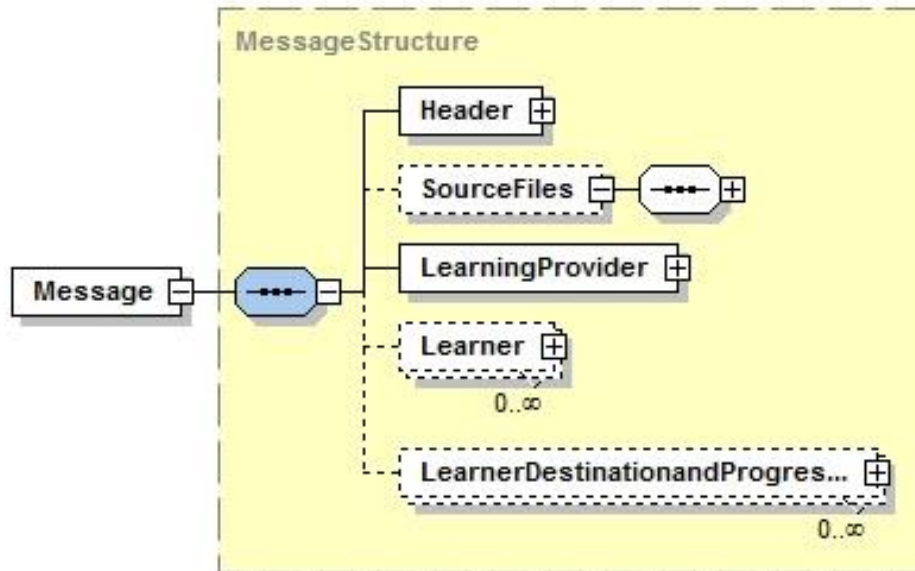 MessageStructure
Header
SourceFiles
LearningProvider
Message
Learner
0..∞
LearnerDestinationandProgres...
0..∞